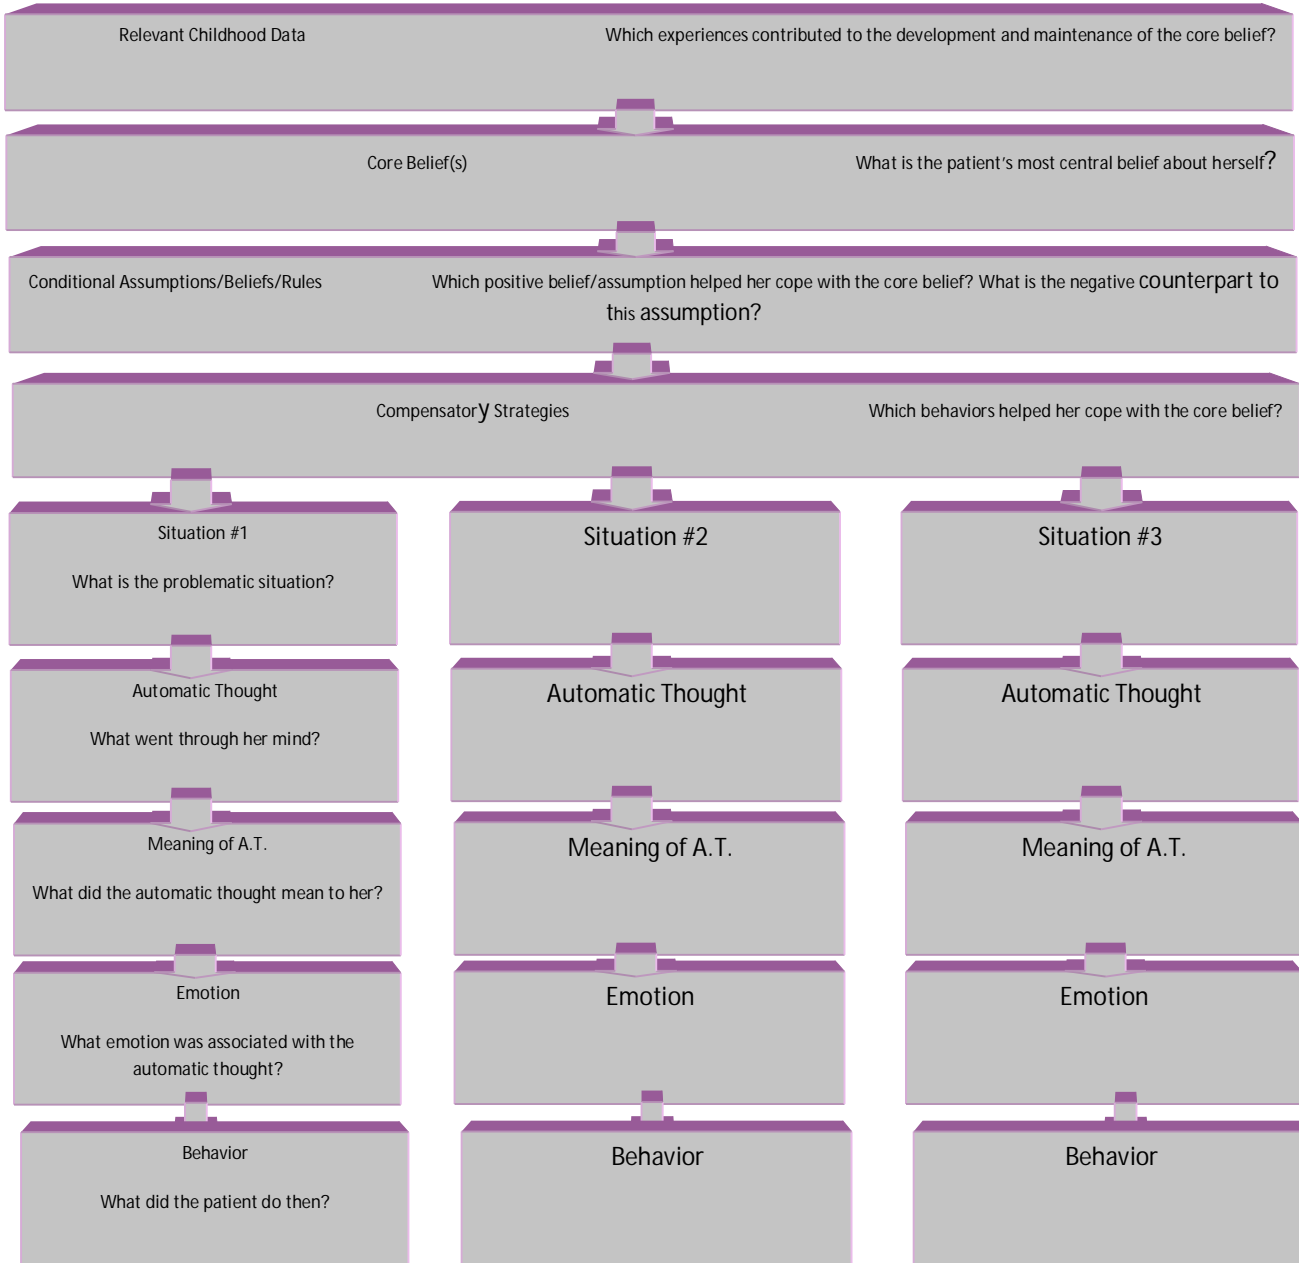 Relevant Childhood Data Which experiences contributed to the development and maintenance of the core belief?
Core Belief(s) What is the patient's most central belief about herself?
Conditional Assumptions/Beliefs/Rules Which positive belief/assumption helped her cope with the core belief? What is the negative counterpart to
this assumption?
Compensatory Strategies Which behaviors helped her cope with the core belief?
Situation #1
What is the problematic situation?
Situation #2
Situation #3
Automatic Thought
What went through her mind?
Automatic Thought
Automatic Thought
Meaning of A.T.
What did the automatic thought mean to her?
Meaning of A.T.
Meaning of A.T.
Emotion
What emotion was associated with the
automatic thought?
Emotion
Emotion
Behavior
What did the patient do then?
Behavior
Behavior